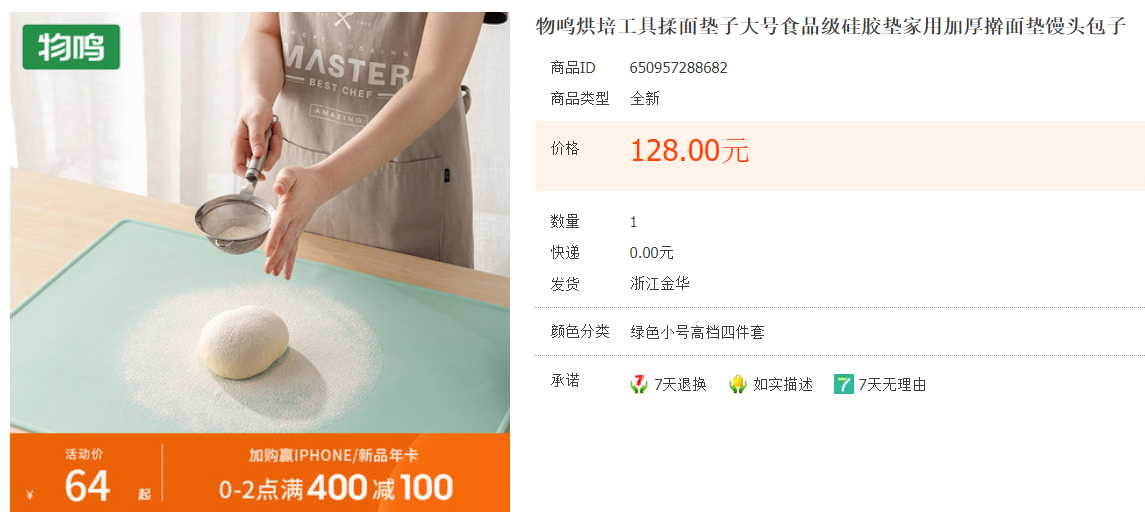 物鸣
MASTER
BEST CHEF
AMAZING
活动价
¥ 64 起
加购赢IPHONE/新品年卡
0-2点满400减100
物鸣烘培工具揉面垫子大号食品级硅胶垫家用加厚擀面垫馒头包子
商品ID 650957288682
商品类型 全新
价格 128.00元
数量 1
快递 0.00元
发货 浙江金华
颜色分类 绿色小号高档四件套
承诺 7天退换 如实描述 7天无理由